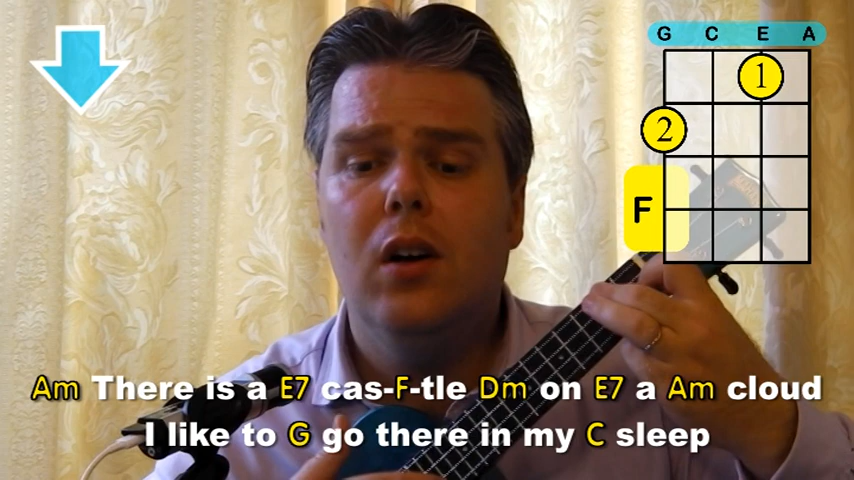 G C E A
1
2
F
Am There is a E7 cas-F-tle Dm on E7 a Am cloud
I like to G go there in my C sleep